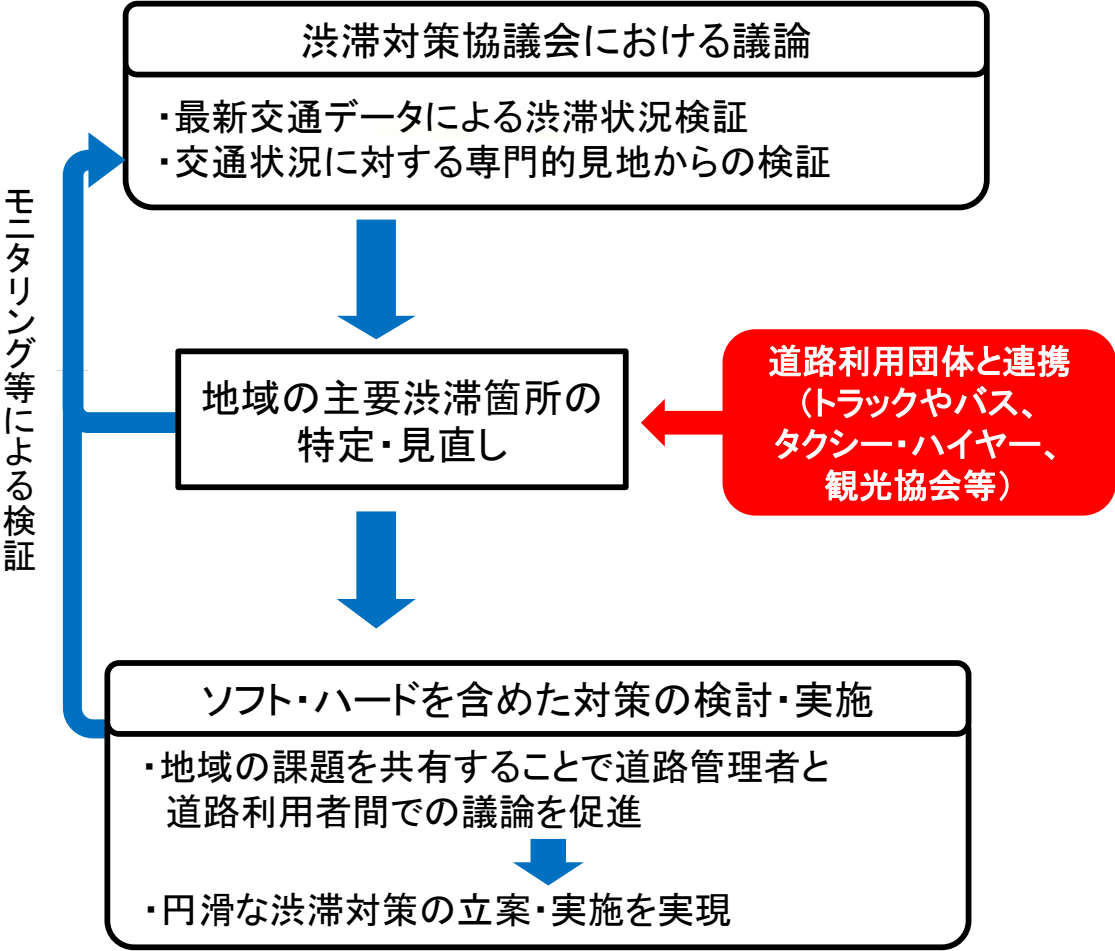 渋滞対策協議会における議論
・最新交通データによる渋滞状況検証
・交通状況に対する専門的見地からの検証
モニタリング等による検証
地域の主要渋滞箇所の
特定・見直し
道路利用団体と連携
（トラックやバス、
タクシー・ハイヤー、
観光協会等）
ソフト・ハードを含めた対策の検討・実施
・地域の課題を共有することで道路管理者と
道路利用者間での議論を促進
・円滑な渋滞対策の立案・実施を実現